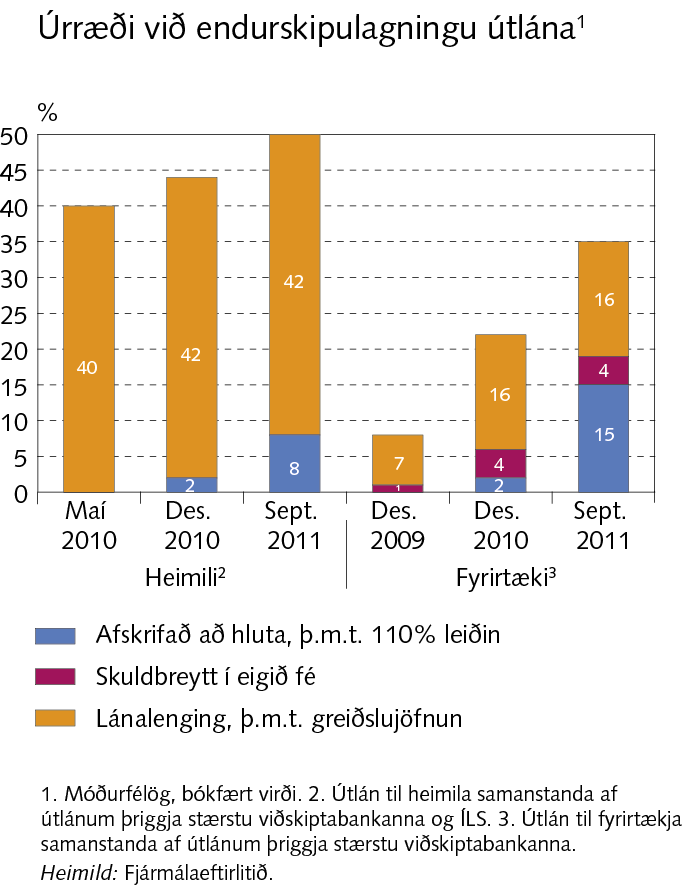 Úrræði við endurskipulagningu útlána¹
%
50
45
40
35
30
25
20
15
10
5
0
40
42
2
42
8
7
1
16
4
2
16
4
15
Maí Des. Sept. Des. Des. Sept.
2010 2010 2011 2009 2010 2011
Heimili² Fyrirtæki³
Afskrifað að hluta, þ.m.t. 110% leiðin
Skuldbreytt í eigið fé
Lánalenging, þ.m.t. greiðslujöfnun
1. Móðurfélög, bókfært virði. 2. Útlán til heimila samanstanda af
útlánum þriggja stærstu viðskiptabankanna og ÍLS. 3. Útlán til fyrirtækja
samanstanda af útlánum þriggja stærstu viðskiptabankanna.
Heimild: Fjármálaeftirlitið.